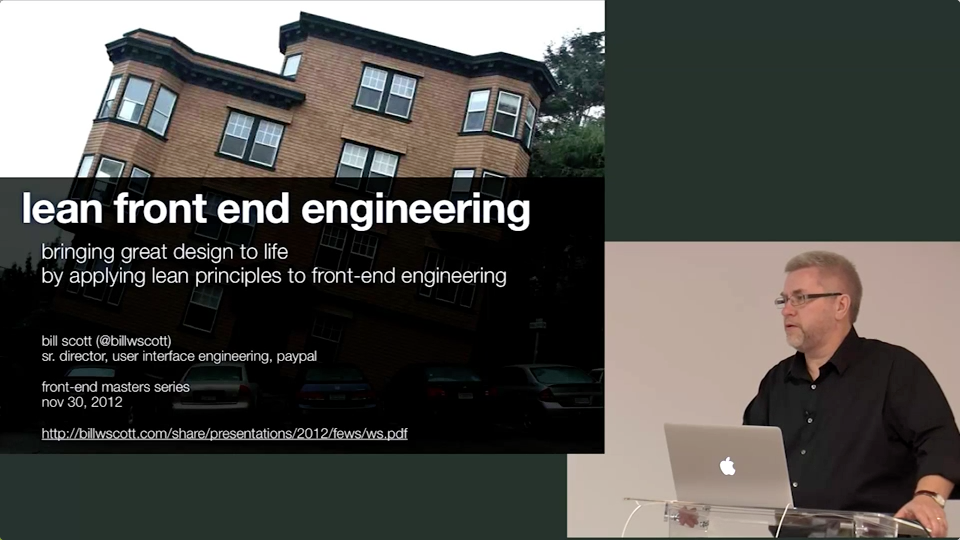 lean front end engineering
bringing great design to life
by applying lean principles to front-end engineering
bill scott (@billwscott)
sr. director, user interface engineering, paypal
front-end masters series
nov 30, 2012
http://billwscott.com/share/presentations/2012/fews/ws.pdf